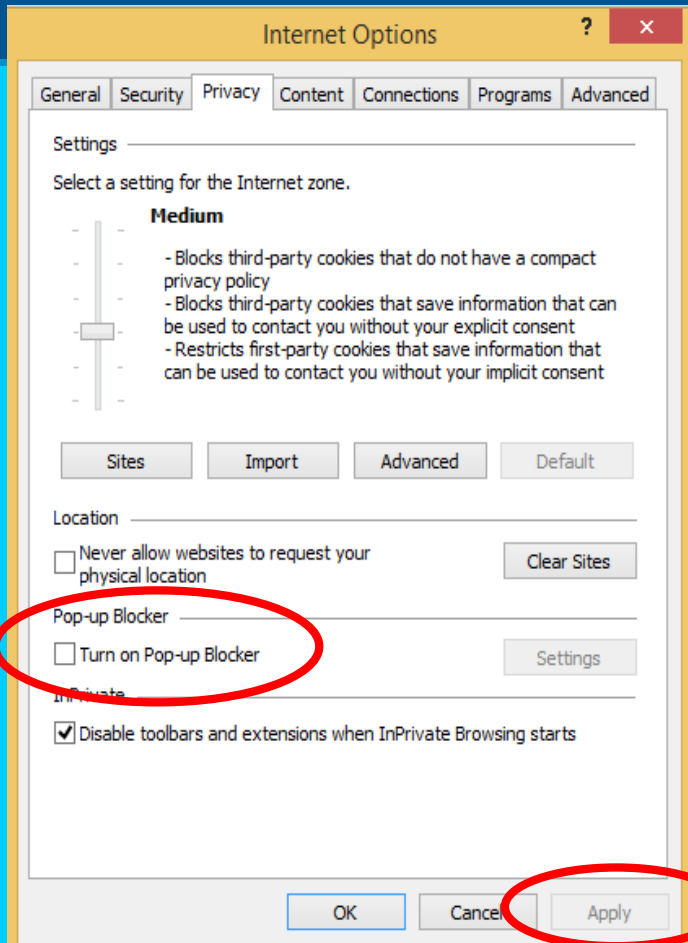 Internet Options
?
x
General Security Privacy Content Connections Programs Advanced
Settings
Select a setting for the Internet zone.
Medium
- Blocks third-party cookies that do not have a compact
privacy policy
- Blocks third-party cookies that save information that can
be used to contact you without your explicit consent
- Restricts first-party cookies that save information that
can be used to contact you without your implicit consent
Sites Import Advanced Default
Location
Never allow websites to request your
physical location
Clear Sites
Pop-up Blocker
Turn on Pop-up Blocker
Settings
InPrivate
Disable toolbars and extensions when InPrivate Browsing starts
OK Cancel Apply